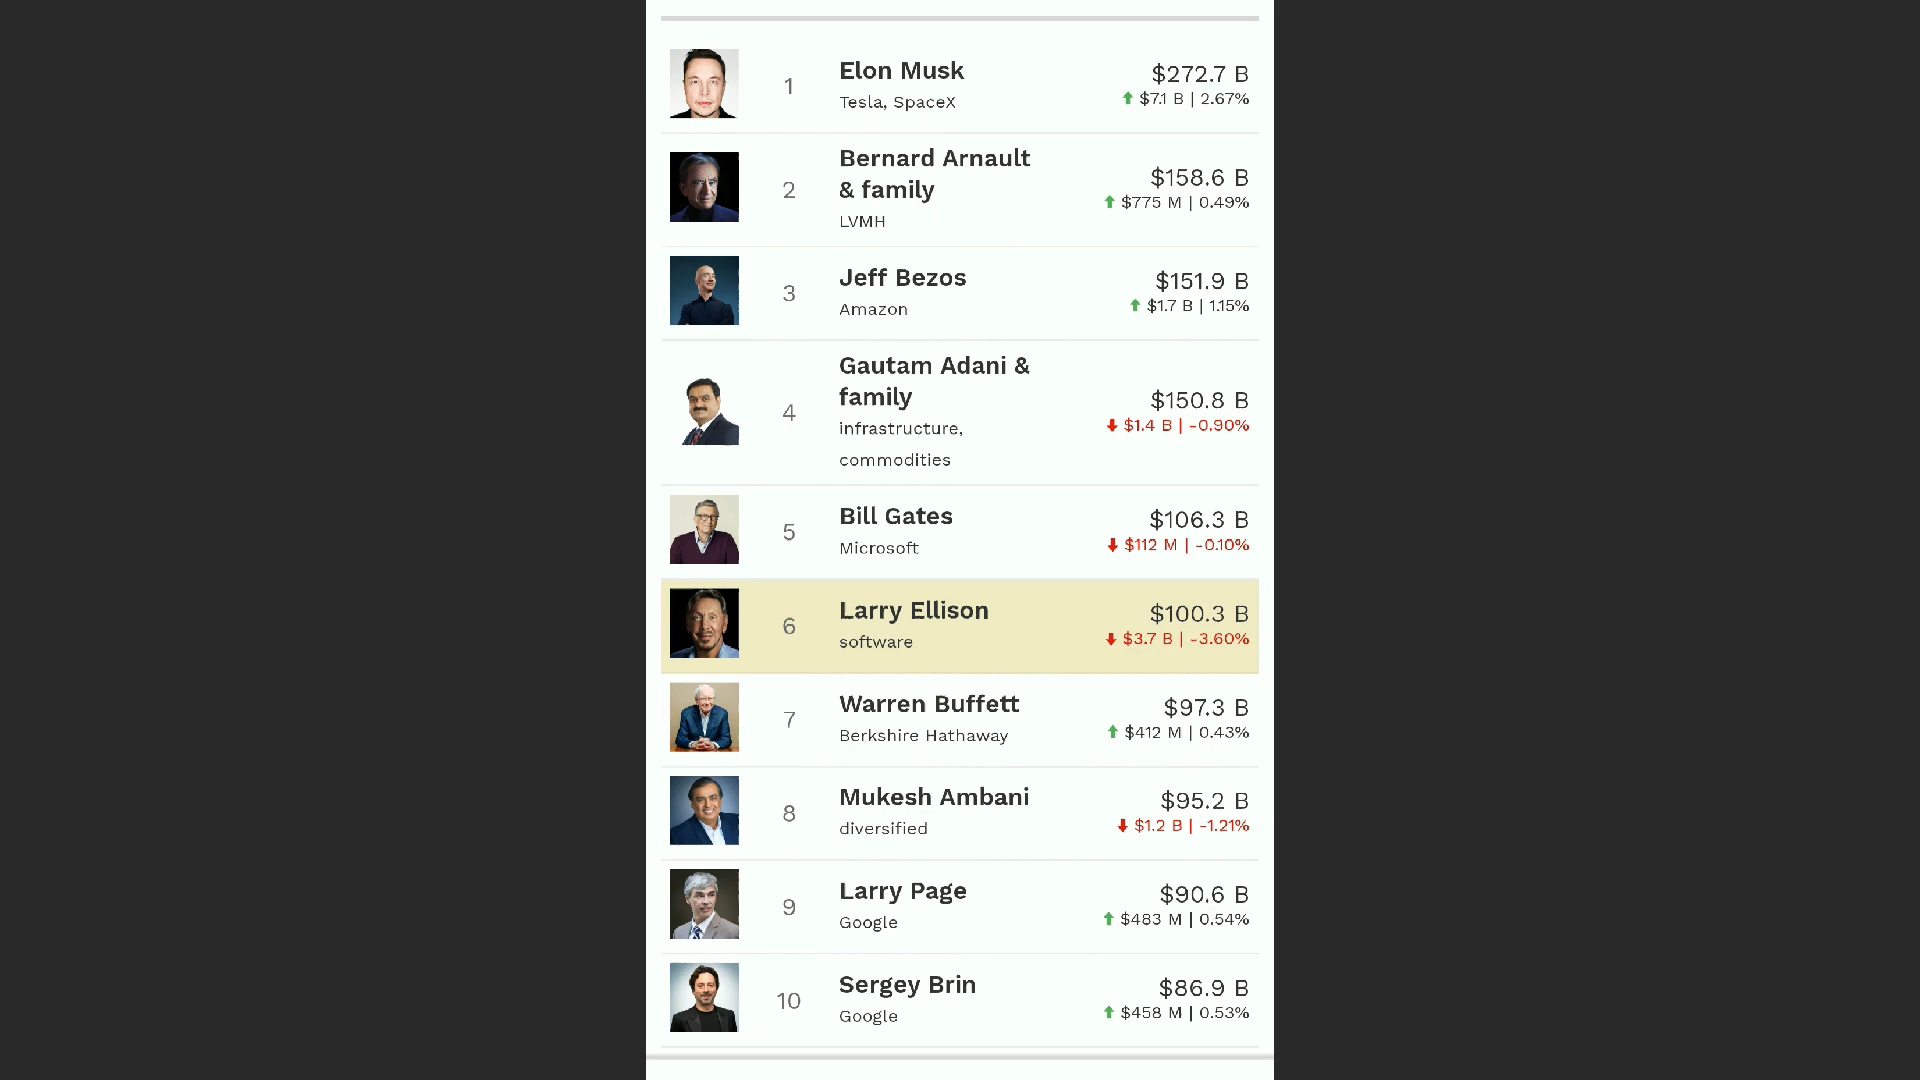 1
Elon Musk
Tesla, SpaceX
$272.7 B
$7.1 B | 2.67%
2
Bernard Arnault
& family
LVMH
$158.6 B
$775 M | 0.49%
3
Jeff Bezos
Amazon
$151.9 B
$1.7 B | 1.15%
4
Gautam Adani &
family
infrastructure,
commodities
$150.8 B
$1.4 B | -0.90%
5
Bill Gates
Microsoft
$106.3 B
$112 M | -0.10%
6
Larry Ellison
software
$100.3 B
$3.7 B | -3.60%
7
Warren Buffett
Berkshire Hathaway
$97.3 B
$412 M | 0.43%
8
Mukesh Ambani
diversified
$95.2 B
$1.2 B | -1.21%
9
Larry Page
Google
$90.6 B
$483 M | 0.54%
10
Sergey Brin
Google
$86.9 B
$458 M | 0.53%